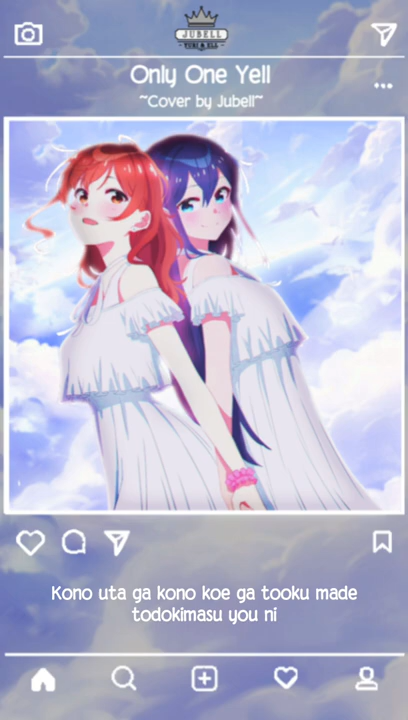 JUBELL
YURI & ELL
Only One Yell
~Cover by Jubell~
Kono uta ga kono koe ga tooku made
todokimasu you ni